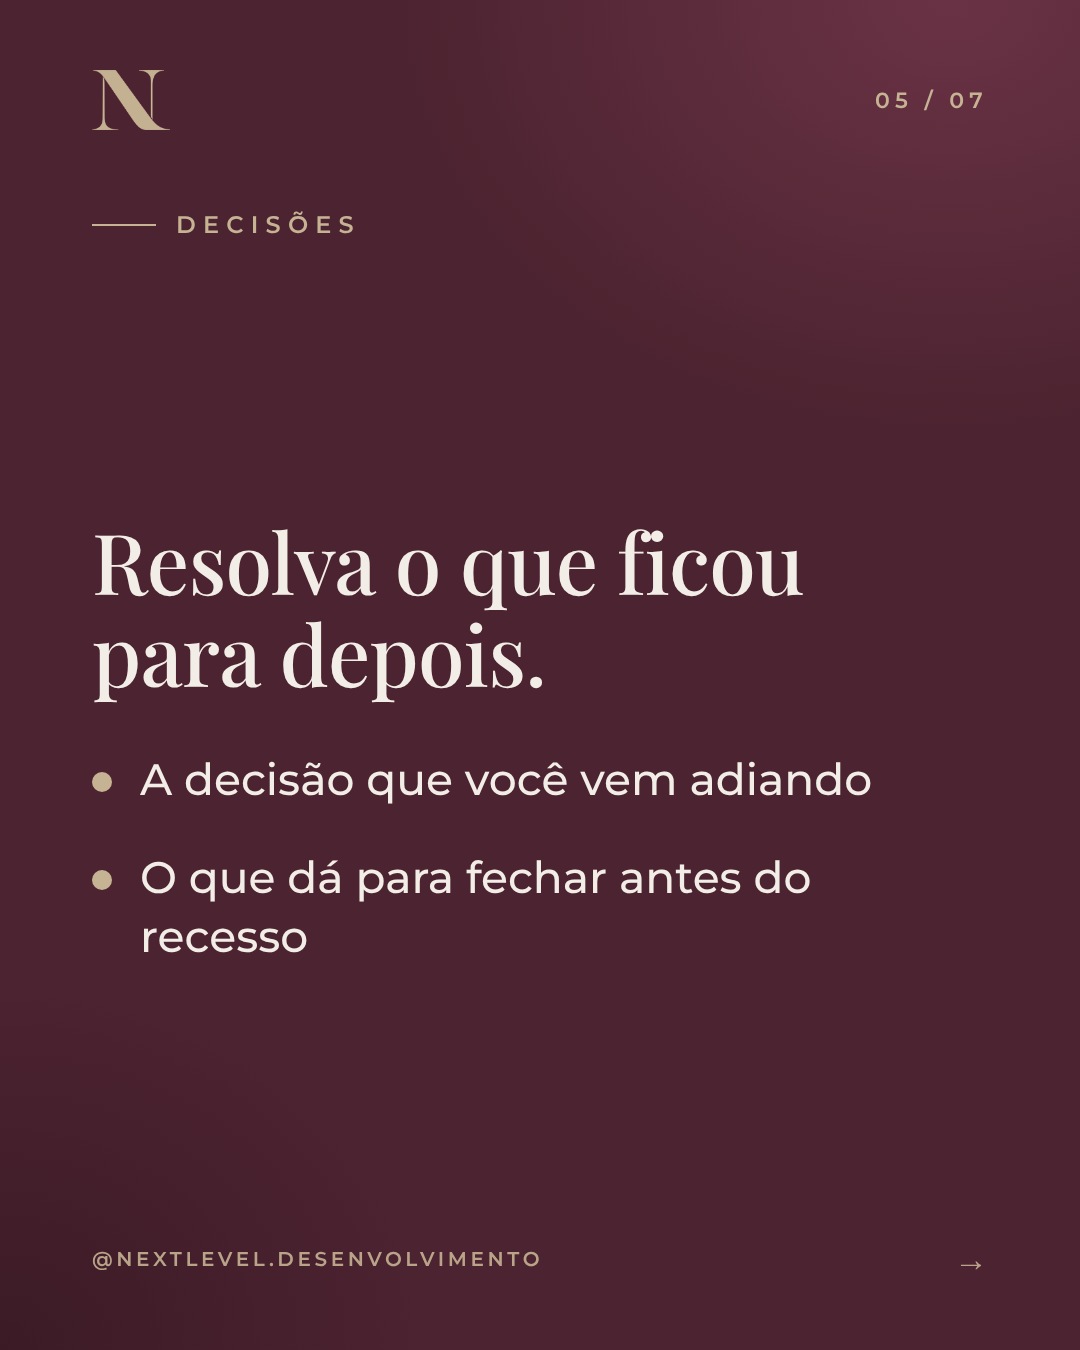 N
05 / 07
DECISÕES
Resolva o que ficou
para depois.
A decisão que você vem adiando
O que dá para fechar antes do
recesso
@NEXTLEVEL.DESENVOLVIMENTO
→